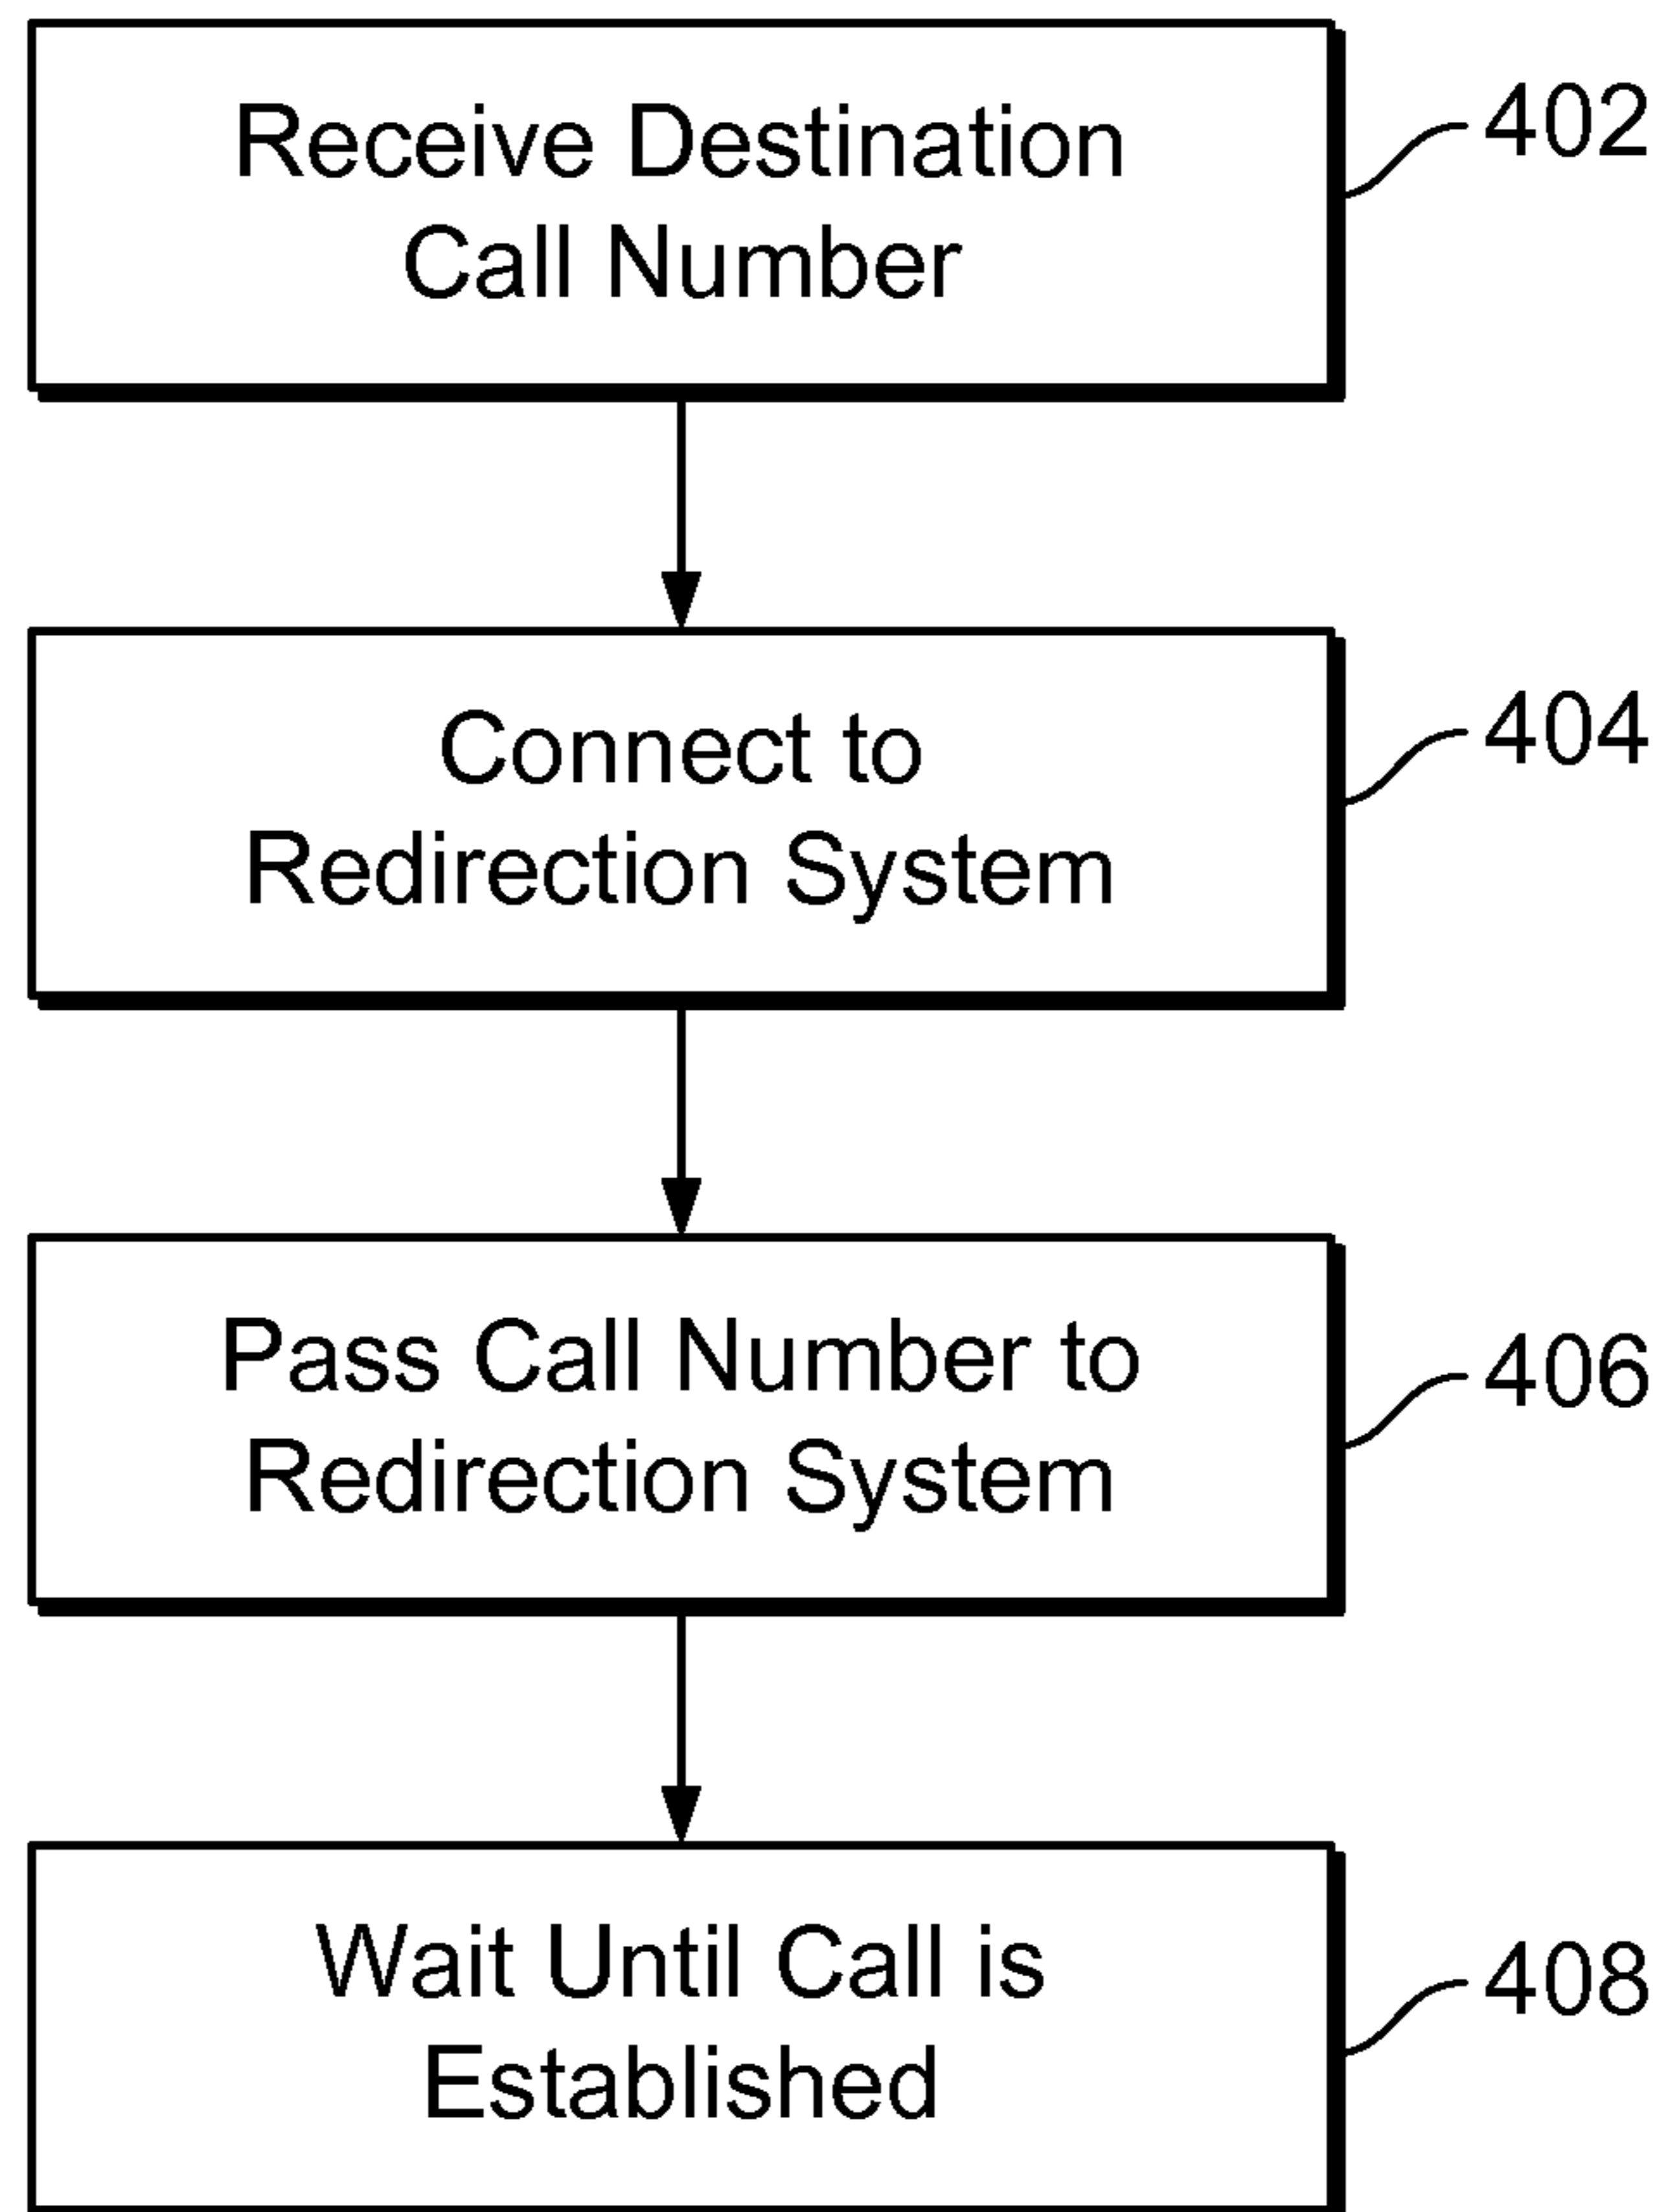 Receive Destination
Call Number
402
Connect to
Redirection System
404
Pass Call Number to
Redirection System
406
Wait Until Call is
Established
408